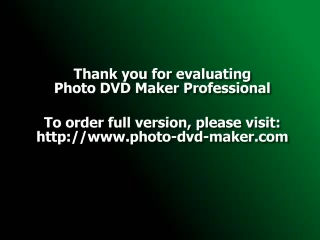 Thank you for evaluating
Photo DVD Maker Professional
To order full version, please visit:
http://www.photo-dvd-maker.com